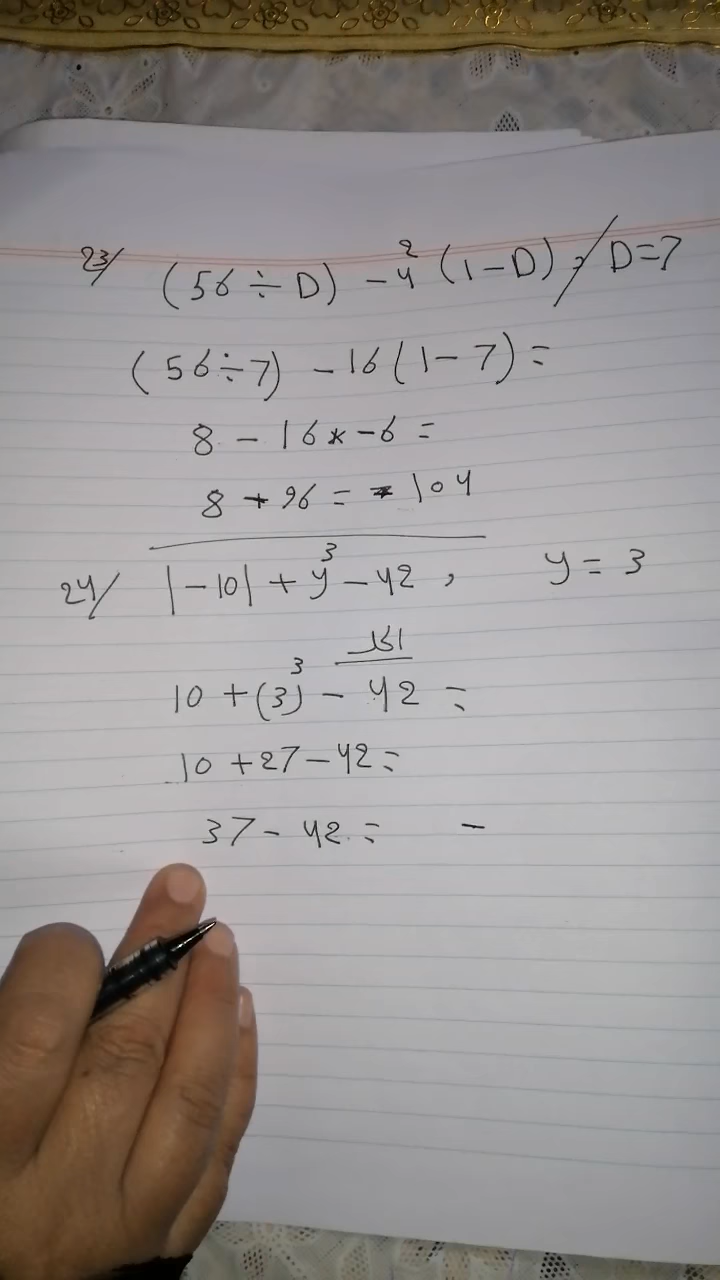 23/ (56 ÷ D) - 4² (1 - D) , / D = 7
(56 ÷ 7) - 16 (1 - 7) =
8 - 16 * -6 =
8 + 96 = 104
24/ |-10| + y³ - 42 , y = 3
اكبر
10 + (3)³ - 42 =
10 + 27 - 42 =
37 - 42 = -